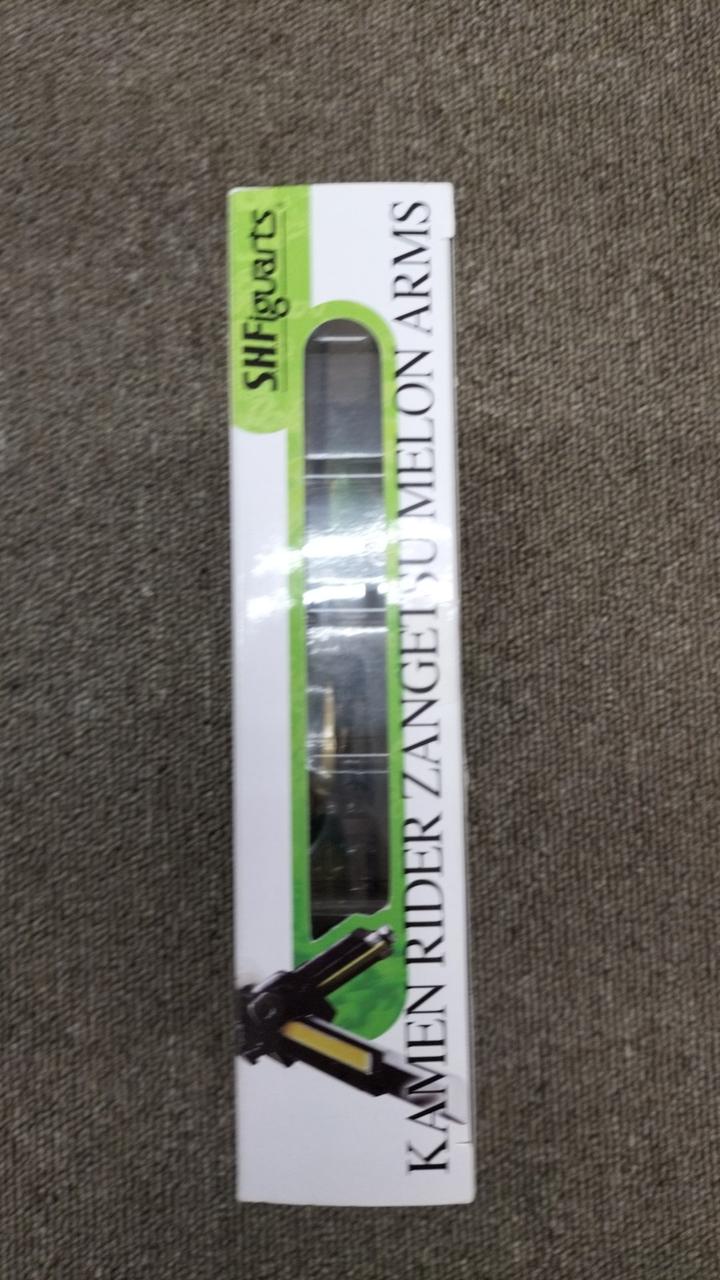 S.H.Figuarts
KAMEN RIDER ZANGETSU MELON ARMS